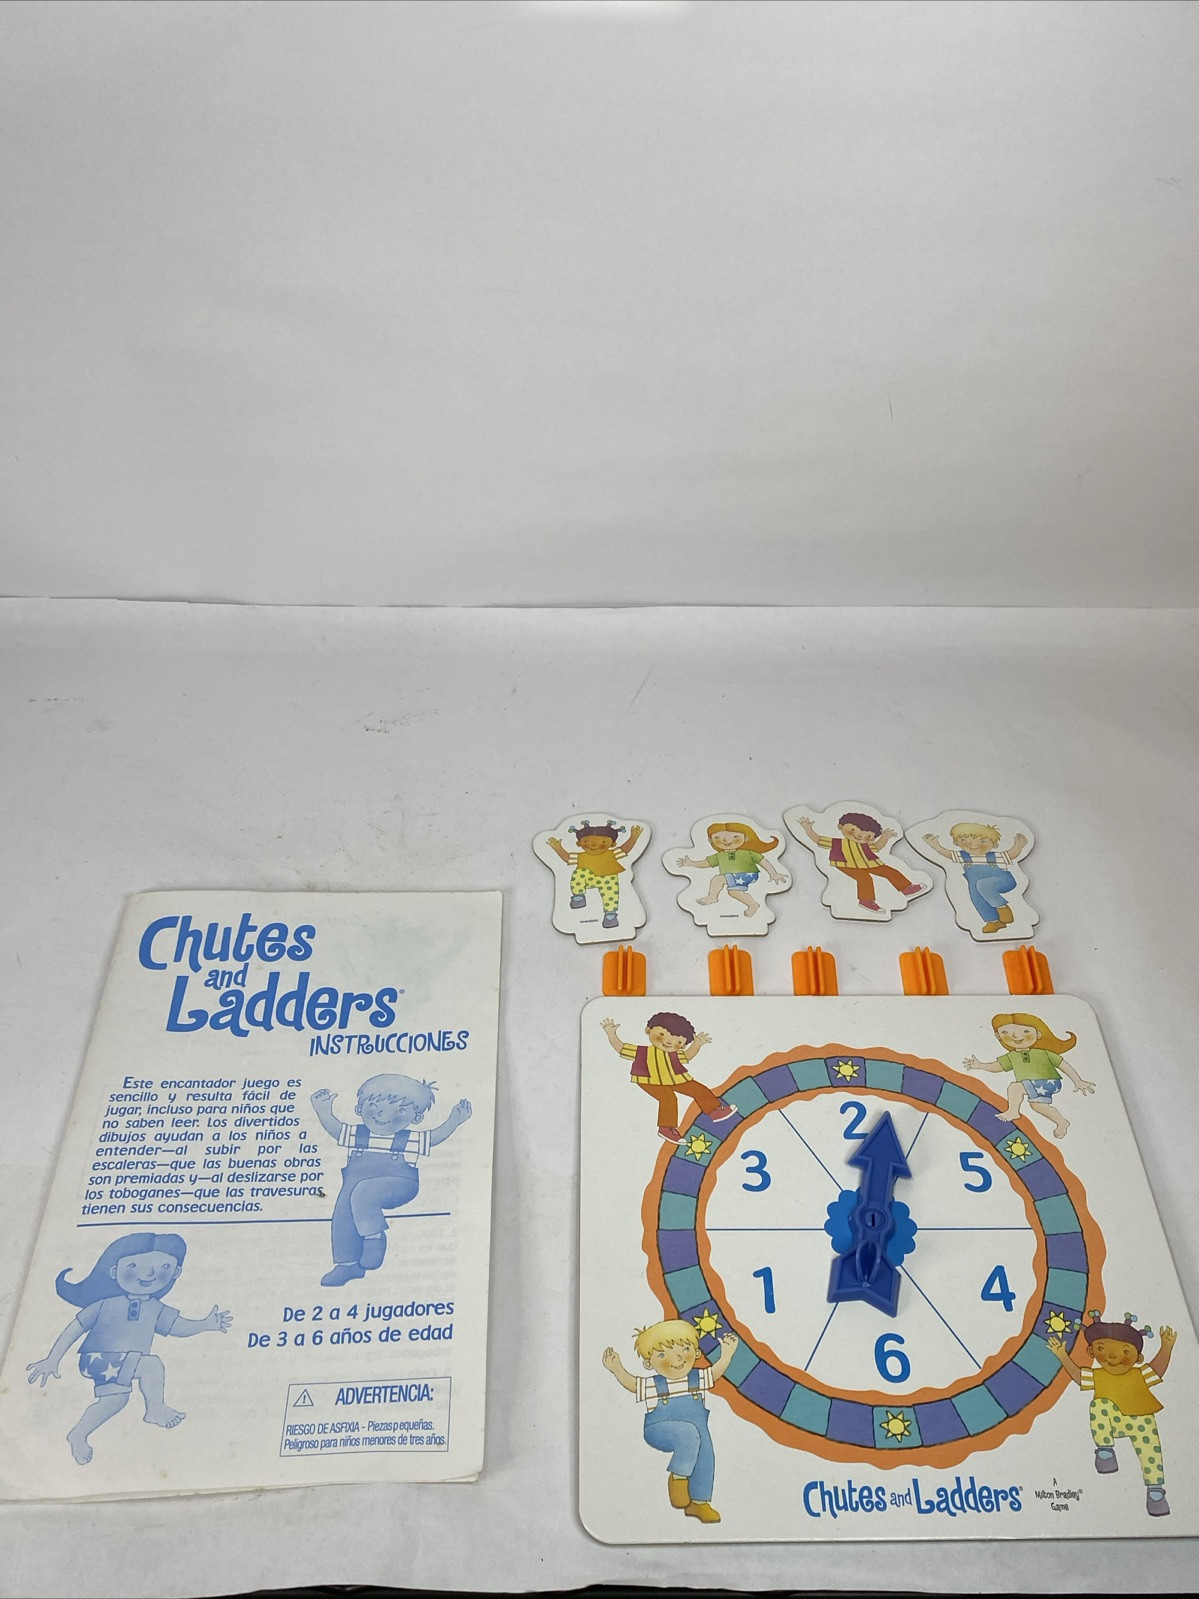 Chutes
and
Ladders®
INSTRUCCIONES
Este encantador juego es
sencillo y resulta fácil de
jugar, incluso para niños que
no saben leer. Los divertidos
dibujos ayudan a los niños a
entender—al subir por las
escaleras—que las buenas obras
son premiadas y—al deslizarse por
los toboganes—que las travesuras
tienen sus consecuencias.
De 2 a 4 jugadores
De 3 a 6 años de edad
ADVERTENCIA:
RIESGO DE ASFIXIA - Piezas pequeñas.
Peligroso para niños menores de tres años.
2
3
5
1
4
6
Chutes and Ladders®
A
Milton Bradley®
Game